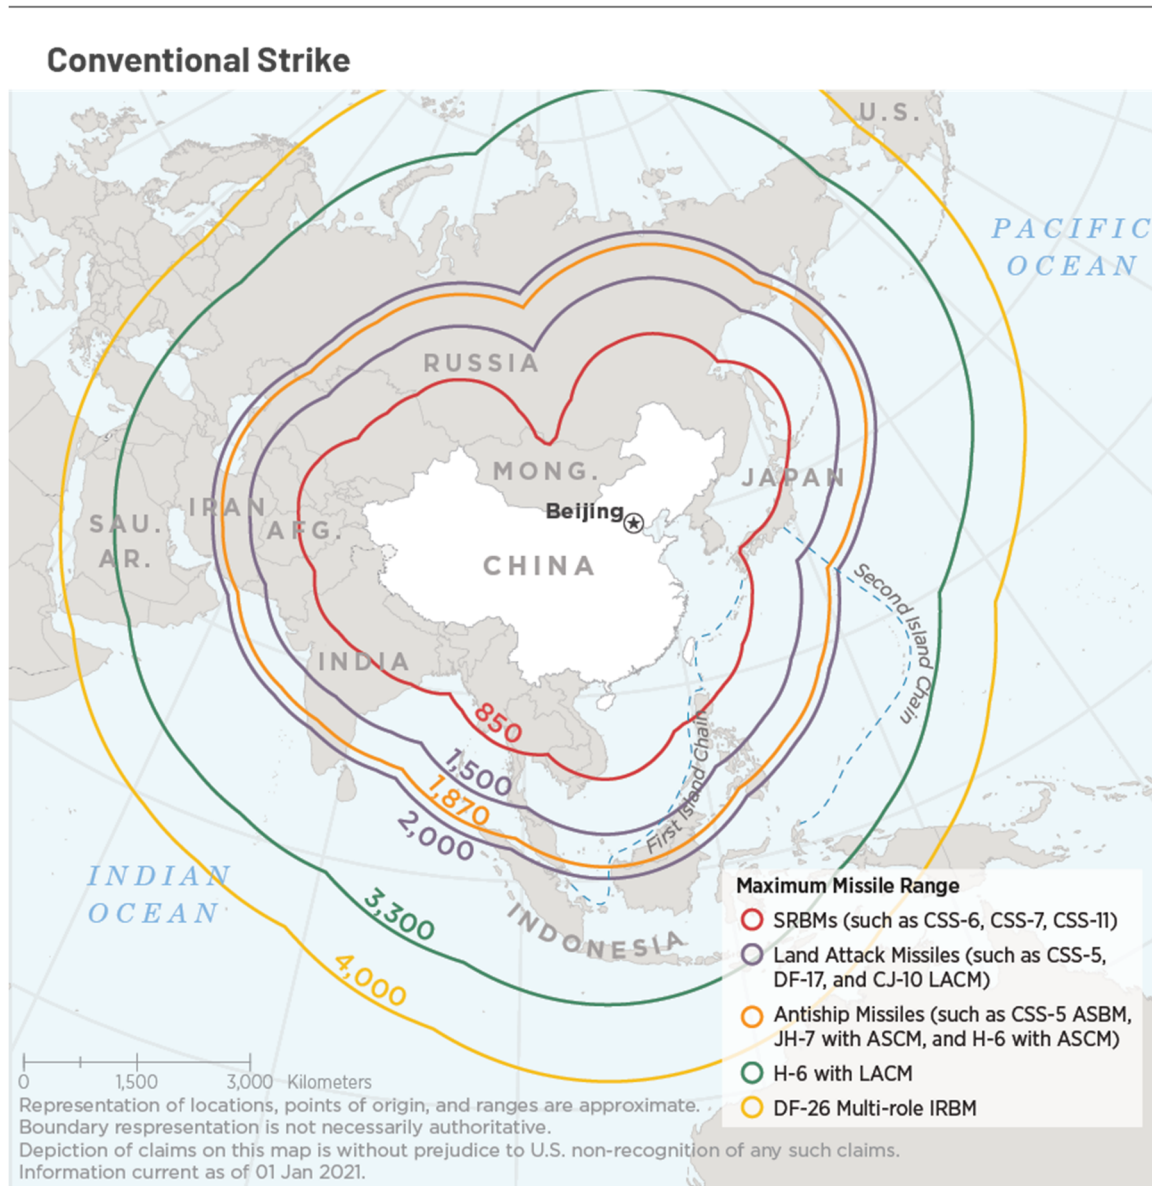 Conventional Strike
U.S.
PACIFIC
OCEAN
RUSSIA
MONG.
JAPAN
Beijing
IRAN
AFG.
SAU.
AR.
CHINA
Second Island Chain
INDIA
850
1,500
1,870
2,000
First Island Chain
INDIAN
OCEAN
3,300
4,000
INDONESIA
Maximum Missile Range
SRBMs (such as CSS-6, CSS-7, CSS-11)
Land Attack Missiles (such as CSS-5,
DF-17, and CJ-10 LACM)
Antiship Missiles (such as CSS-5 ASBM,
JH-7 with ASCM, and H-6 with ASCM)
H-6 with LACM
DF-26 Multi-role IRBM
0 1,500 3,000 Kilometers
Representation of locations, points of origin, and ranges are approximate.
Boundary respresentation is not necessarily authoritative.
Depiction of claims on this map is without prejudice to U.S. non-recognition of any such claims.
Information current as of 01 Jan 2021.